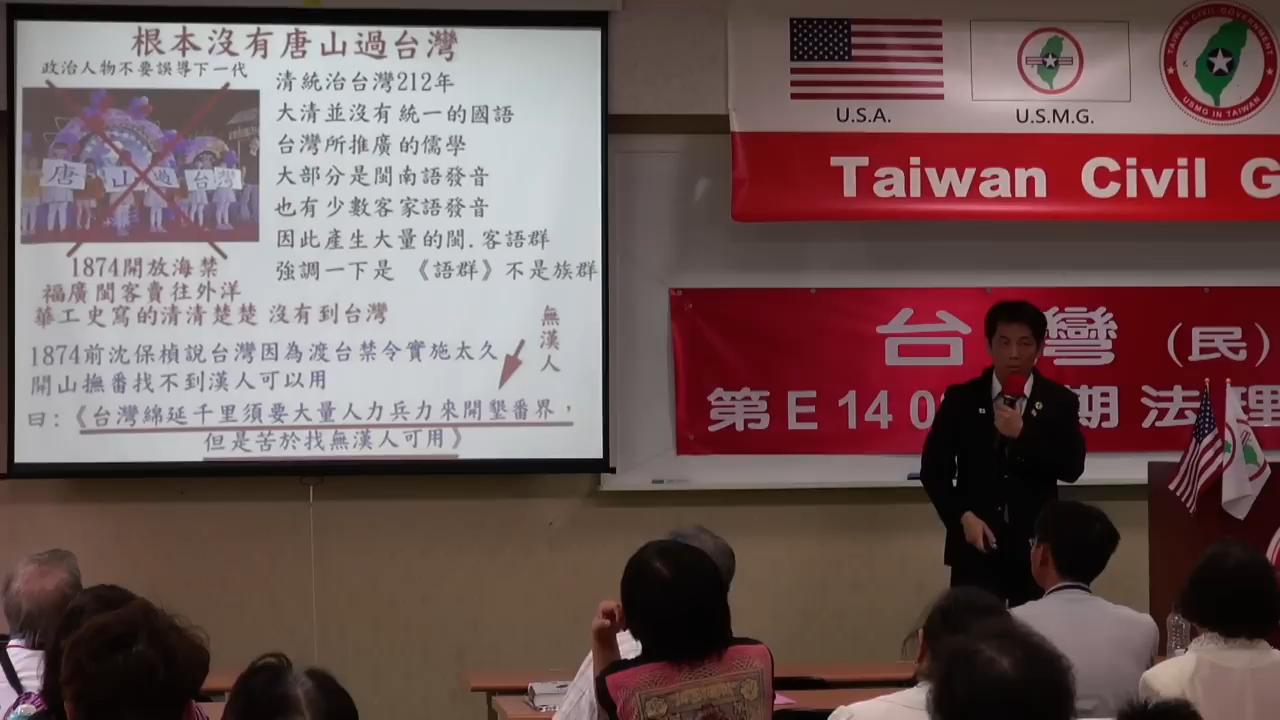 根本沒有唐山過台灣
政治人物不要誤導下一代
唐山過台灣
清統治台灣212年
大清並沒有統一的國語
台灣所推廣的儒學
大部分是閩南語發音
也有少數客家語發音
因此產生大量的閩.客語群
強調一下是 《語群》不是族群
1874開放海禁
福廣閩客賣往外洋
華工史寫的清清楚楚 沒有到台灣
無漢人
1874前沈保楨說台灣因為渡台禁令實施太久
開山撫番找不到漢人可以用
曰:《台灣綿延千里須要大量人力兵力來開墾番界，
但是苦於找無漢人可用》
U.S.A.
U.S.M.G.
TAIWAN CIVIL GOVERNMENT
USMG IN TAIWAN
Taiwan Civil G
台灣(民)
第E14 0 期法理